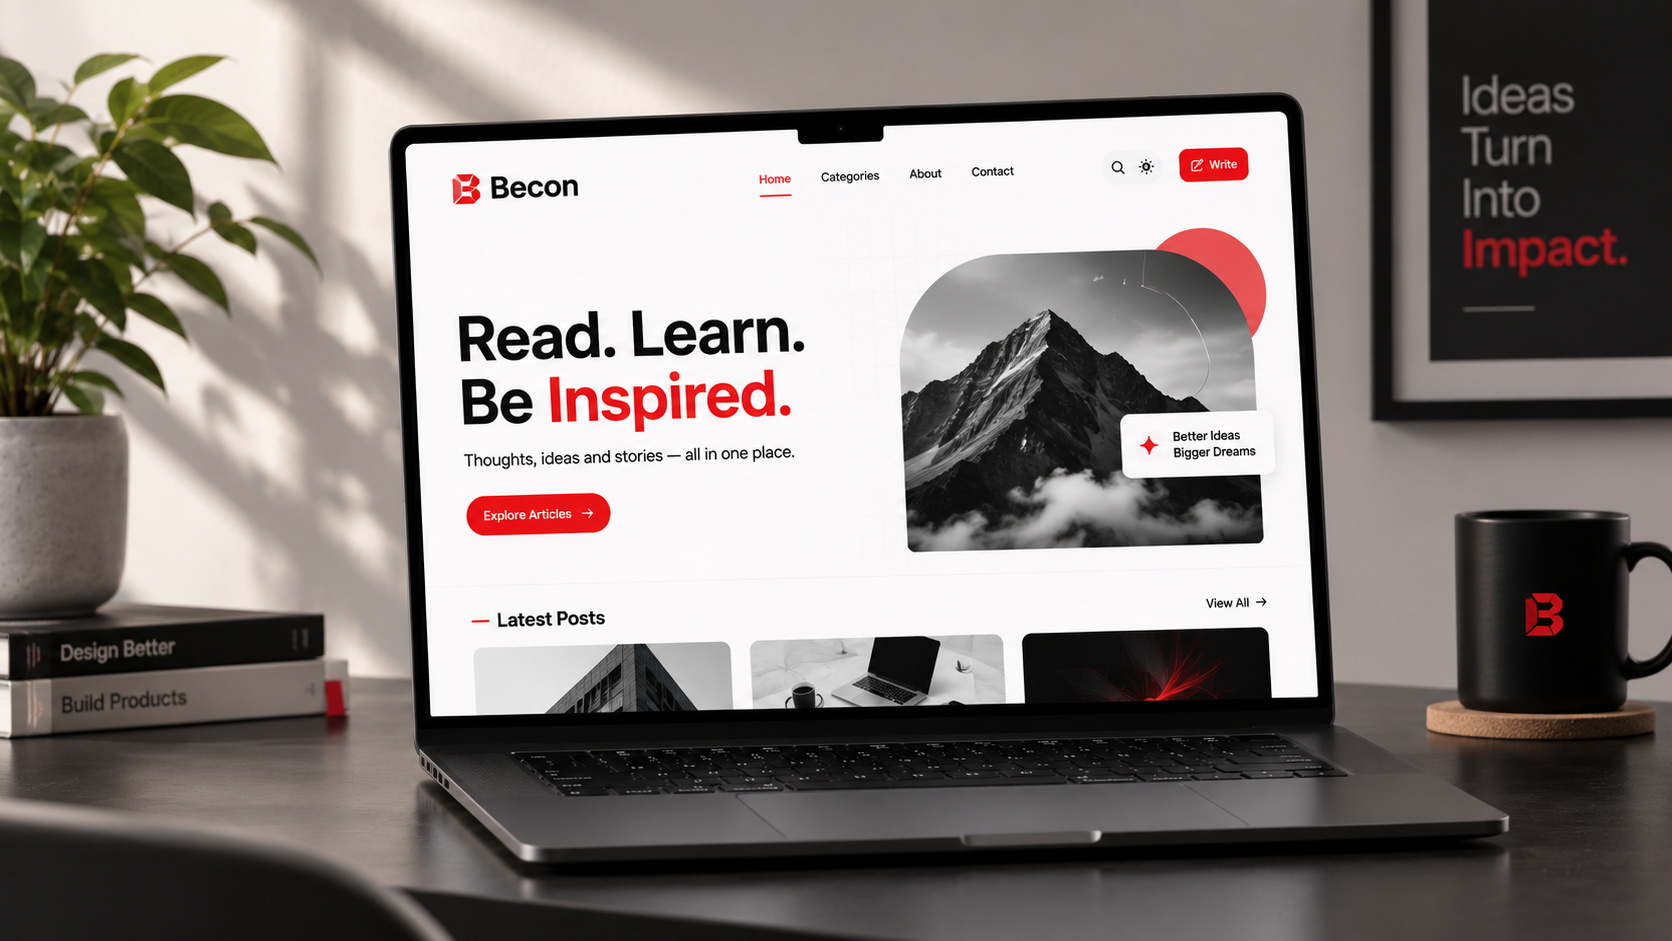 Becon
Home
Categories
About
Contact
Write
Read. Learn.
Be Inspired.
Thoughts, ideas and stories — all in one place.
Explore Articles
Better Ideas
Bigger Dreams
Latest Posts
View All
Ideas
Turn
Into
Impact.
Design Better
Build Products
B